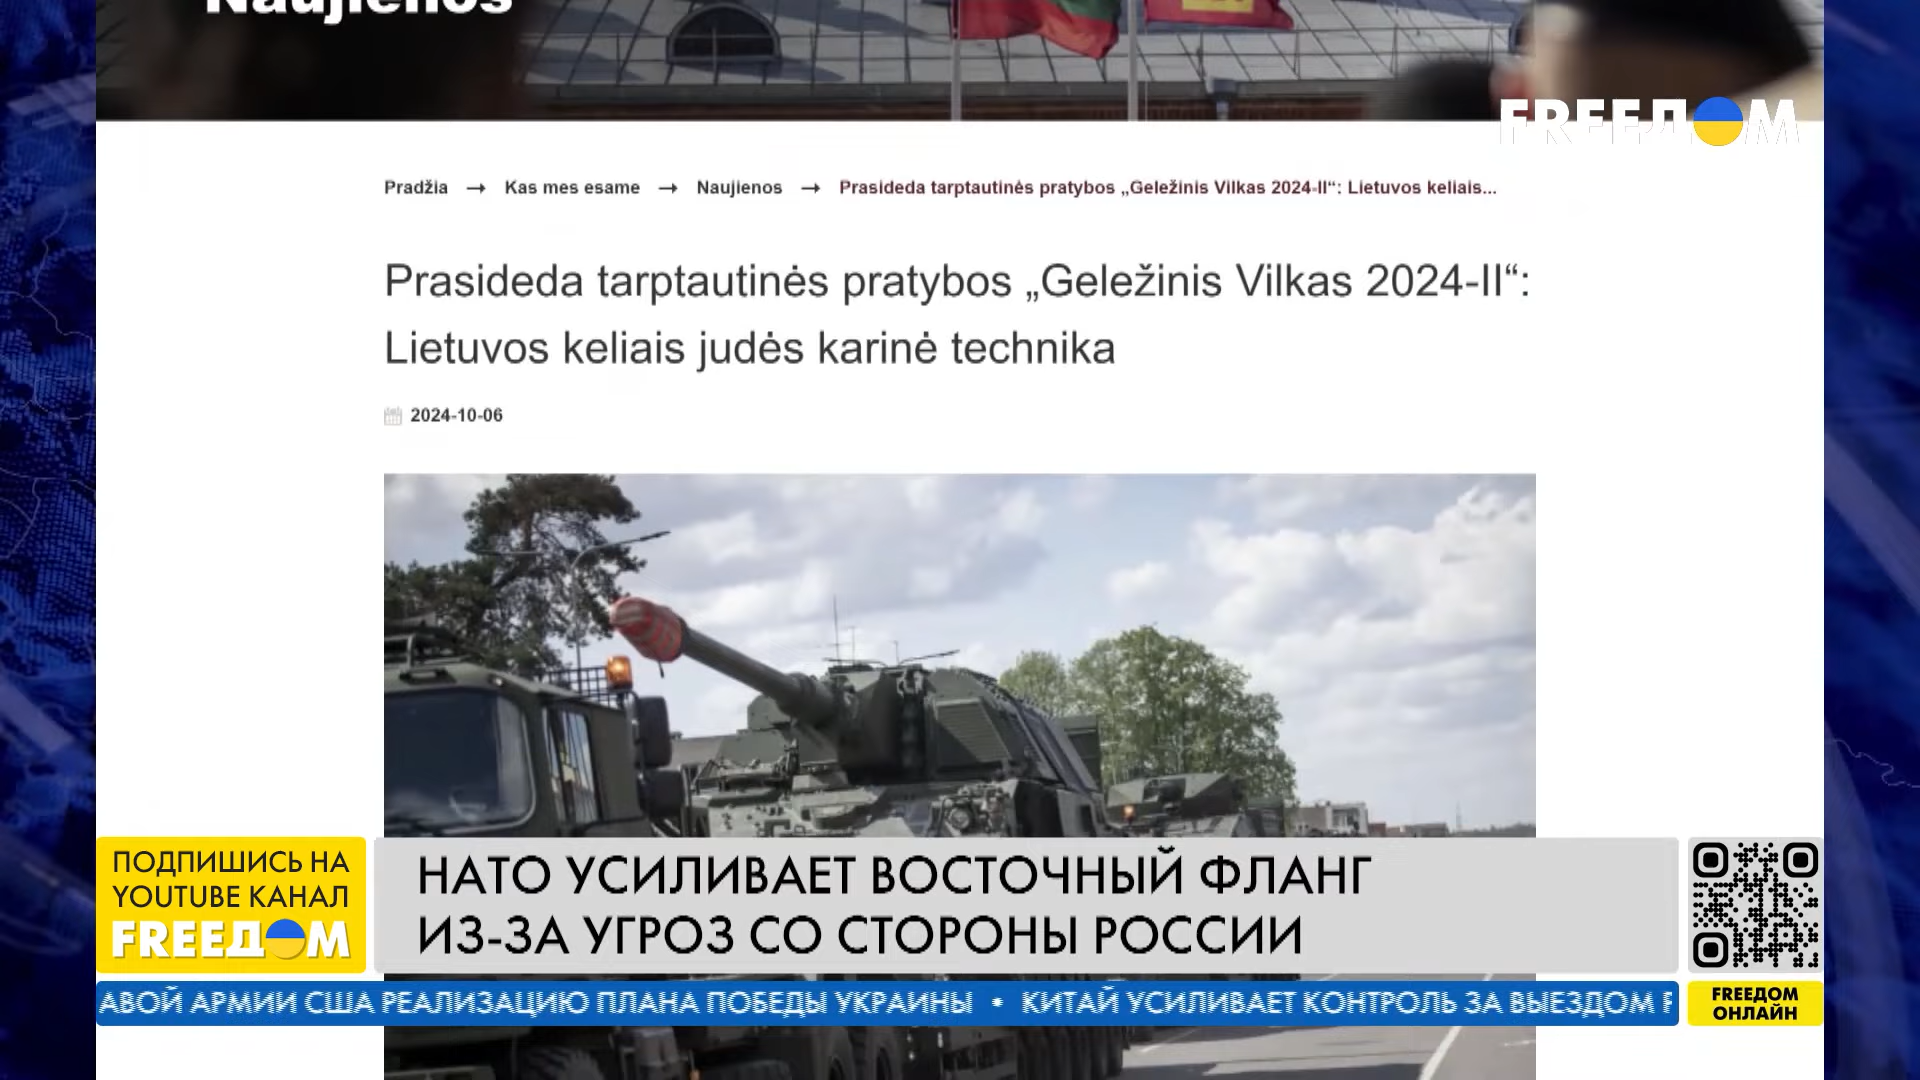 Naujienos
FREEДOM
Pradžia → Kas mes esame → Naujienos → Prasideda tarptautinės pratybos „Geležinis Vilkas 2024-II“: Lietuvos keliais...
Prasideda tarptautinės pratybos „Geležinis Vilkas 2024-II“:
Lietuvos keliais judės karinė technika
2024-10-06
ПОДПИШИСЬ НА
YOUTUBE КАНАЛ
FREEДOM
НАТО УСИЛИВАЕТ ВОСТОЧНЫЙ ФЛАНГ
ИЗ-ЗА УГРОЗ СО СТОРОНЫ РОССИИ
АВОЙ АРМИИ США РЕАЛИЗАЦИЮ ПЛАНА ПОБЕДЫ УКРАИНЫ • КИТАЙ УСИЛИВАЕТ КОНТРОЛЬ ЗА ВЫЕЗДОМ
FREEДOM
ОНЛАЙН